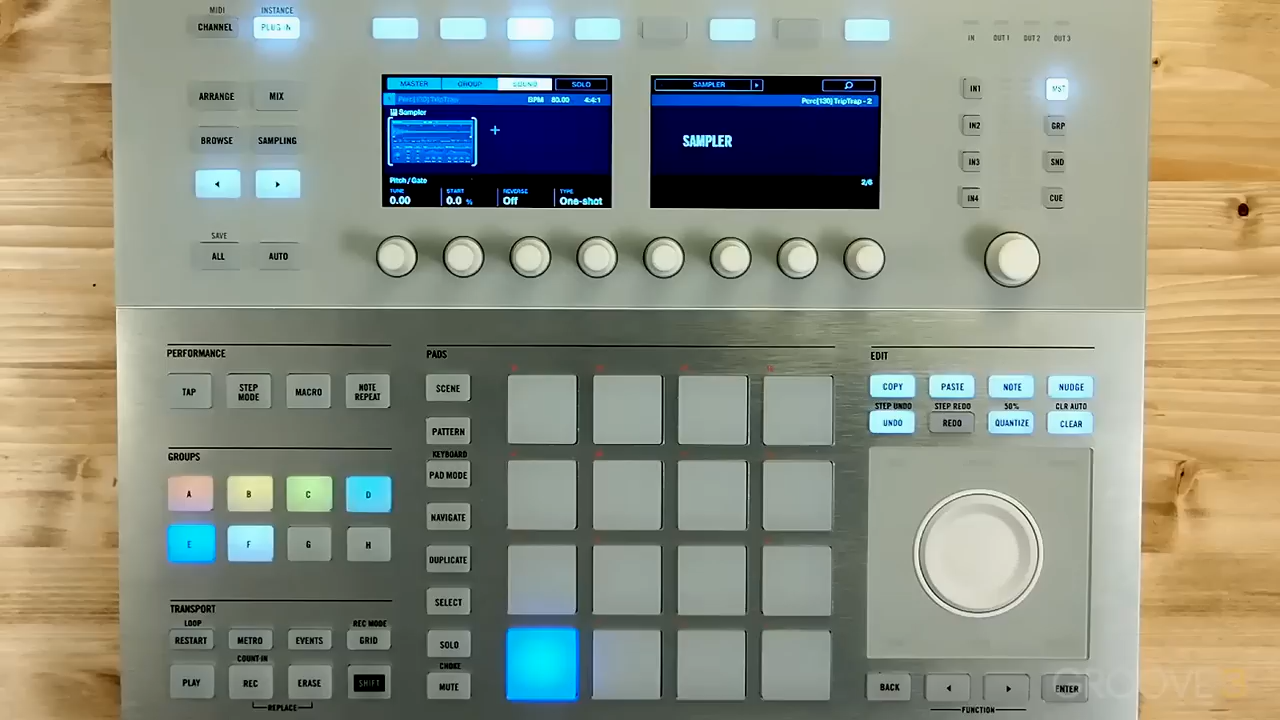 MIDI
INSTANCE
CHANNEL
PLUG-IN
ARRANGE
MIX
BROWSE
SAMPLING
SAVE
ALL
AUTO
MASTER
GROUP
SOUND
SOLO
Perc[130] TripTrap
BPM 80.00 4:4:1
Sampler
+
Pitch / Gate
TUNE
START
REVERSE
TYPE
0.00
0.0 %
Off
One-shot
SAMPLER
Perc[130] TripTrap - 2
SAMPLER
2/6
IN
OUT 1
OUT 2
OUT 3
IN1
MST
IN2
GRP
IN3
SND
IN4
CUE
PERFORMANCE
TAP
STEP
MODE
MACRO
NOTE
REPEAT
GROUPS
A
B
C
D
E
F
G
H
TRANSPORT
LOOP
REC MODE
RESTART
METRO
EVENTS
GRID
COUNT-IN
PLAY
REC
ERASE
SHIFT
REPLACE
PADS
SCENE
PATTERN
KEYBOARD
PAD MODE
NAVIGATE
DUPLICATE
SELECT
SOLO
CHOKE
MUTE
EDIT
COPY
PASTE
NOTE
NUDGE
STEP UNDO
STEP REDO
50%
CLR AUTO
UNDO
REDO
QUANTIZE
CLEAR
BACK
ENTER
FUNCTION
GROOVE3